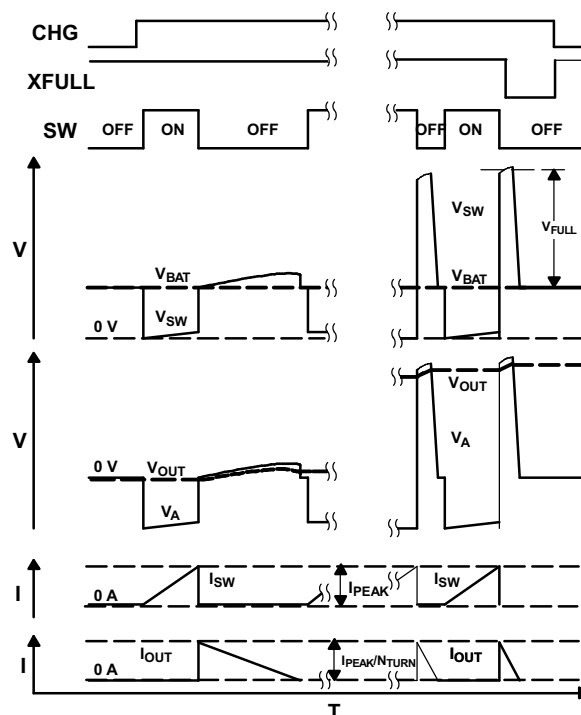 CHG
XFULL
SW OFF ON OFF OFF ON OFF
V
V_SW
V_FULL
V_BAT V_BAT
V_SW
0 V
V
V_OUT
0 V V_OUT
V_A
V_A
I
I_SW I_PEAK I_SW
0 A
I
I_OUT I_PEAK/N_TURN I_OUT
0 A
T